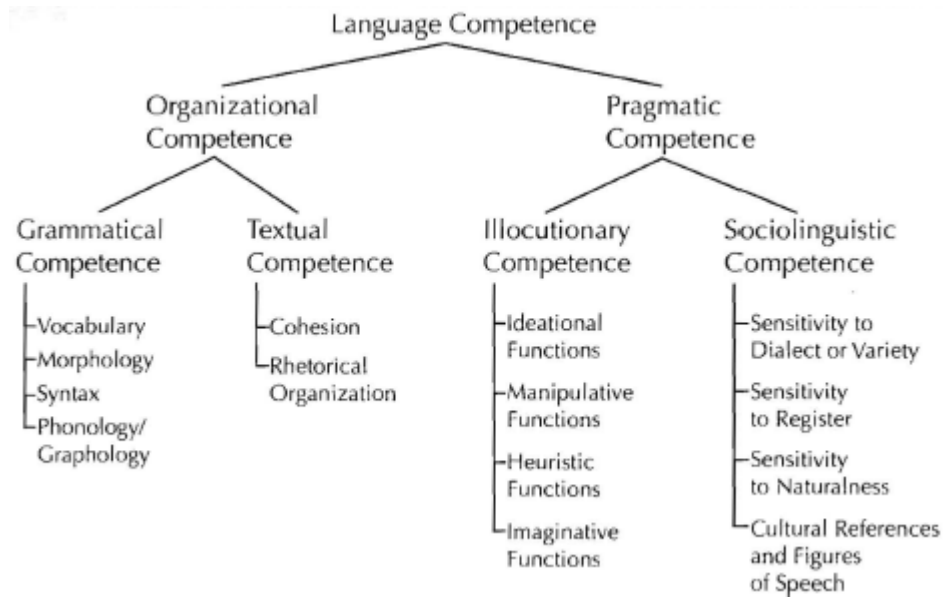 Language Competence
Organizational
Competence
Pragmatic
Competence
Grammatical
Competence
Textual
Competence
Illocutionary
Competence
Sociolinguistic
Competence
Vocabulary
Morphology
Syntax
Phonology/
Graphology
Cohesion
Rhetorical
Organization
Ideational
Functions
Manipulative
Functions
Heuristic
Functions
Imaginative
Functions
Sensitivity to
Dialect or Variety
Sensitivity
to Register
Sensitivity
to Naturalness
Cultural References
and Figures
of Speech